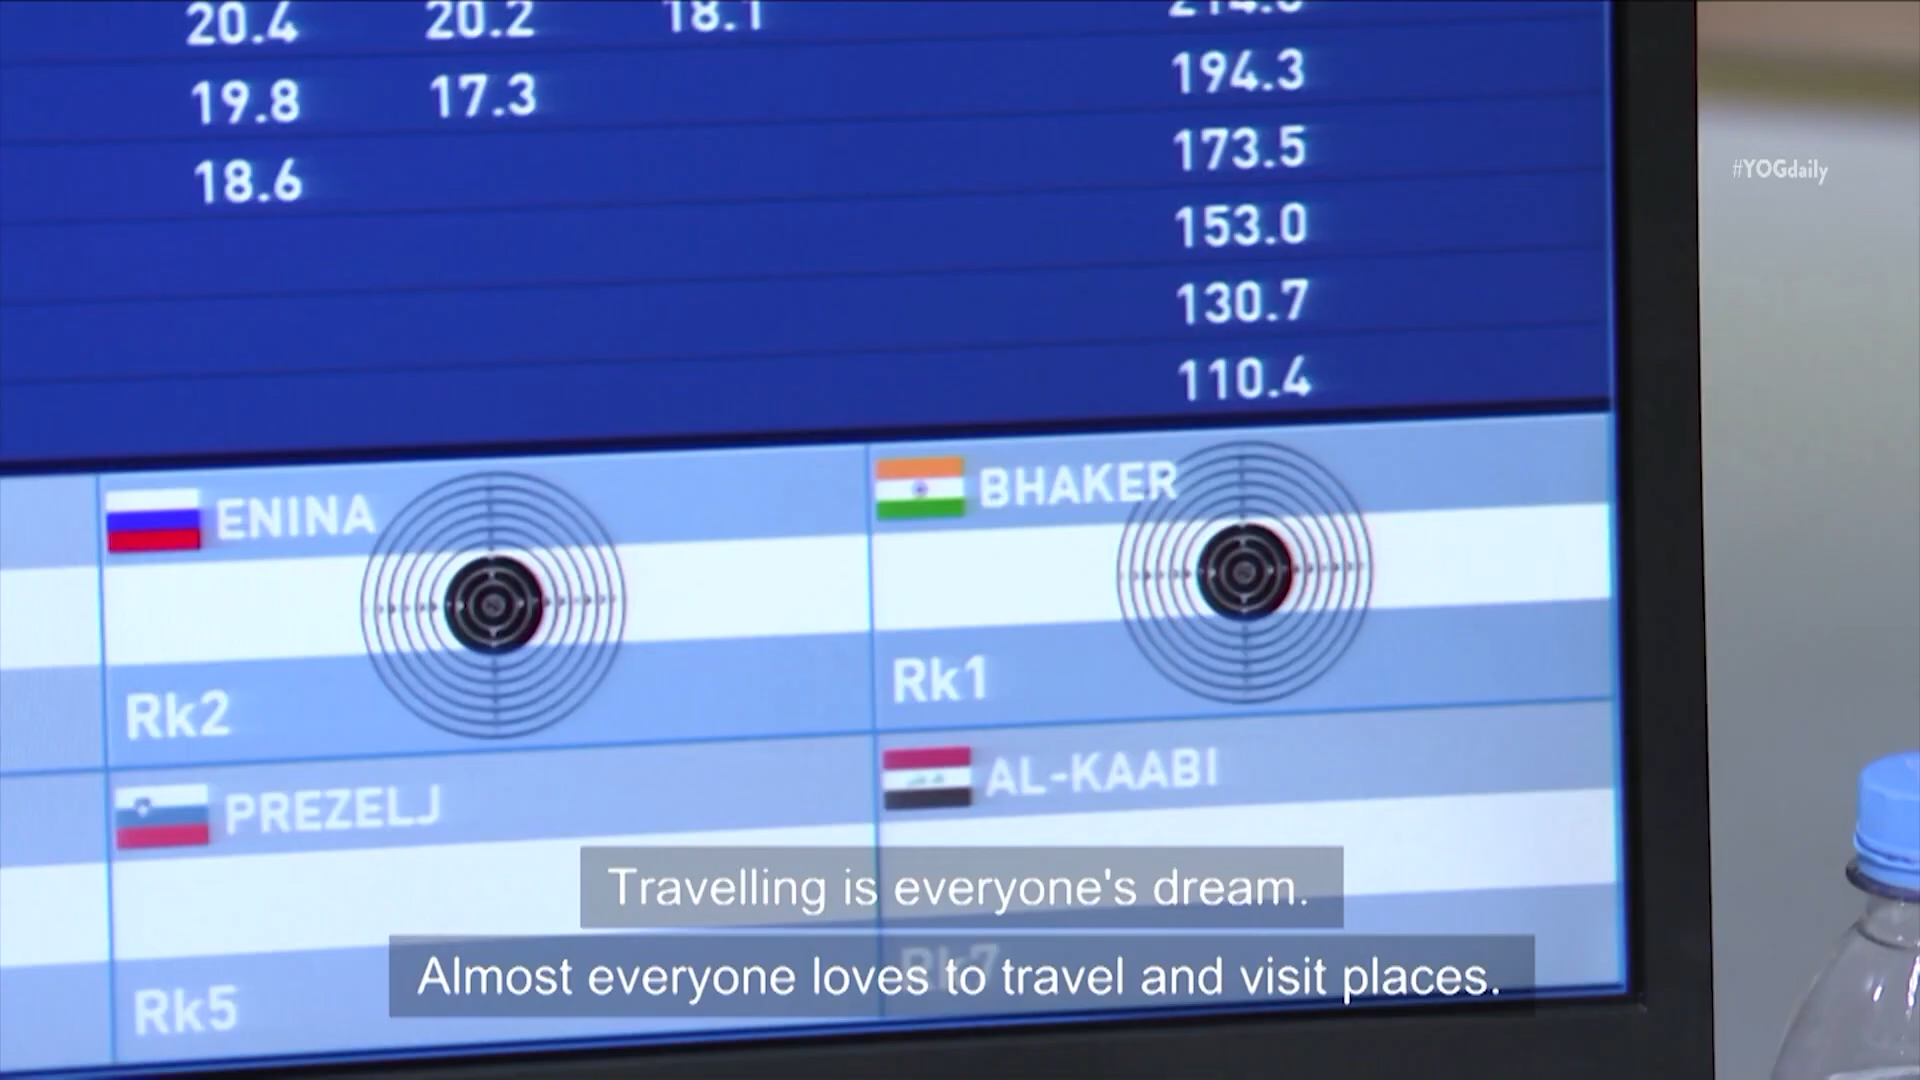 20.4 20.2 18.1
19.8 17.3 194.3
18.6 173.5
153.0
130.7
110.4
#YOGdaily
ENINA
BHAKER
Rk2
Rk1
PREZELJ
AL-KAABI
Rk5
Rk7
Travelling is everyone's dream.
Almost everyone loves to travel and visit places.